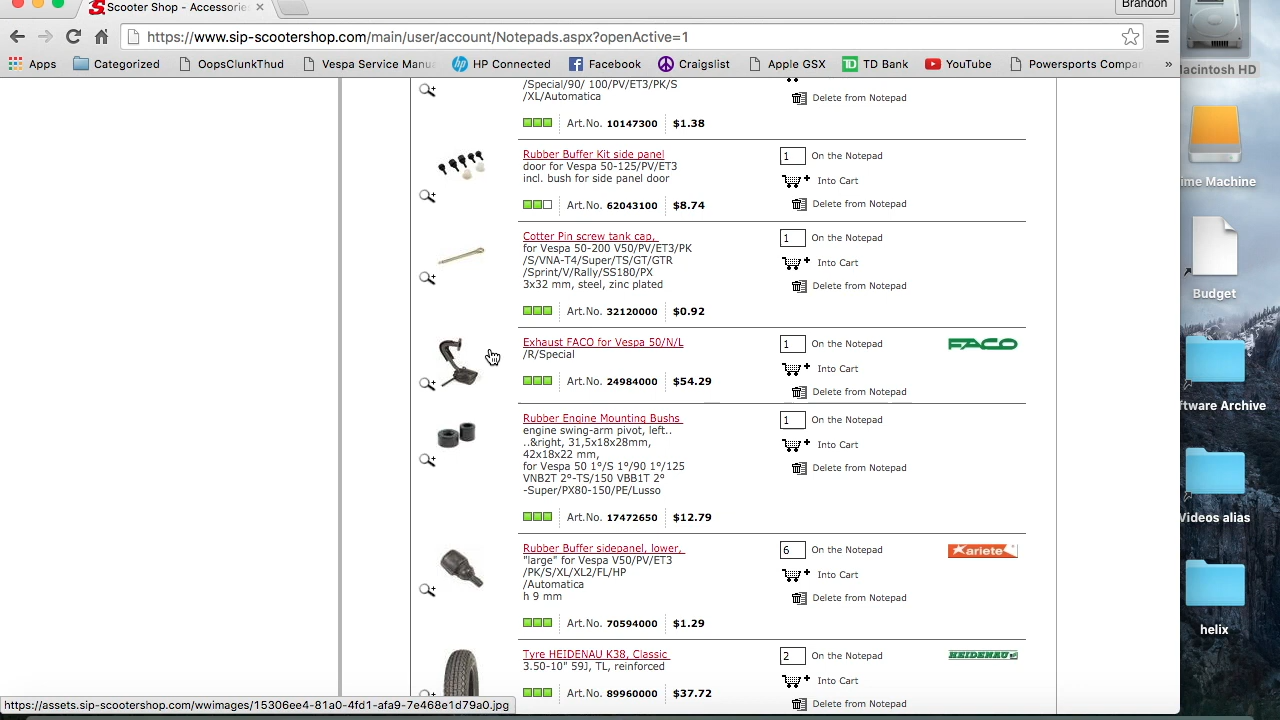 Scooter Shop - Accessorie
Brandon
https://www.sip-scootershop.com/main/user/account/Notepads.aspx?openActive=1
Apps
Categorized
OopsClunkThud
Vespa Service Manu
HP Connected
Facebook
Craigslist
Apple GSX
TD Bank
YouTube
Powersports Compa
»
Macintosh HD
/Special/90/ 100/PV/ET3/PK/S
/XL/Automatica
Delete from Notepad
Art.No. 10147300 $1.38
Rubber Buffer Kit side panel
door for Vespa 50-125/PV/ET3
incl. bush for side panel door
1 On the Notepad
Into Cart
Delete from Notepad
Art.No. 62043100 $8.74
ime Machine
Cotter Pin screw tank cap,
for Vespa 50-200 V50/PV/ET3/PK
/S/VNA-T4/Super/TS/GT/GTR
/Sprint/V/Rally/SS180/PX
3x32 mm, steel, zinc plated
1 On the Notepad
Into Cart
Delete from Notepad
Art.No. 32120000 $0.92
Budget
Exhaust FACO for Vespa 50/N/L
/R/Special
1 On the Notepad
Into Cart
Delete from Notepad
FACO
Art.No. 24984000 $54.29
ftware Archive
Rubber Engine Mounting Bushs
engine swing-arm pivot, left..
..&right, 31,5x18x28mm,
42x18x22 mm,
for Vespa 50 1°/S 1°/90 1°/125
VNB2T 2°-TS/150 VBB1T 2°
-Super/PX80-150/PE/Lusso
1 On the Notepad
Into Cart
Delete from Notepad
Art.No. 17472650 $12.79
Videos alias
Rubber Buffer sidepanel, lower,
"large" for Vespa V50/PV/ET3
/PK/S/XL/XL2/FL/HP
/Automatica
h 9 mm
6 On the Notepad
Into Cart
Delete from Notepad
ariete
Art.No. 70594000 $1.29
helix
Tyre HEIDENAU K38, Classic
3.50-10" 59J, TL, reinforced
2 On the Notepad
Into Cart
Delete from Notepad
HEIDENAU
Art.No. 89960000 $37.72
https://assets.sip-scootershop.com/wwimages/15306ee4-81a0-4fd1-afa9-7e468e1d79a0.jpg